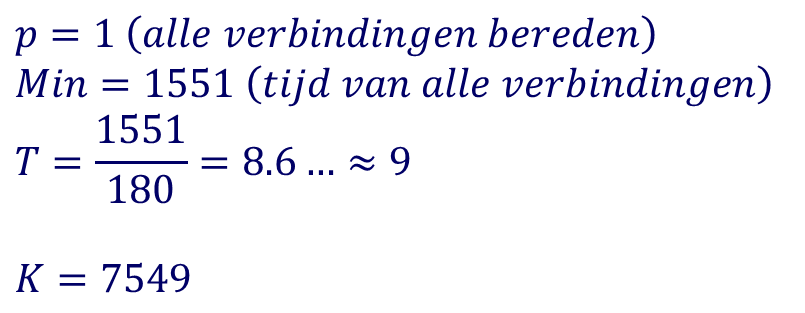 p = 1 (alle verbindingen bereden)
Min = 1551 (tijd van alle verbindingen)
T = 1551/180 = 8.6 ... ≈ 9
K = 7549